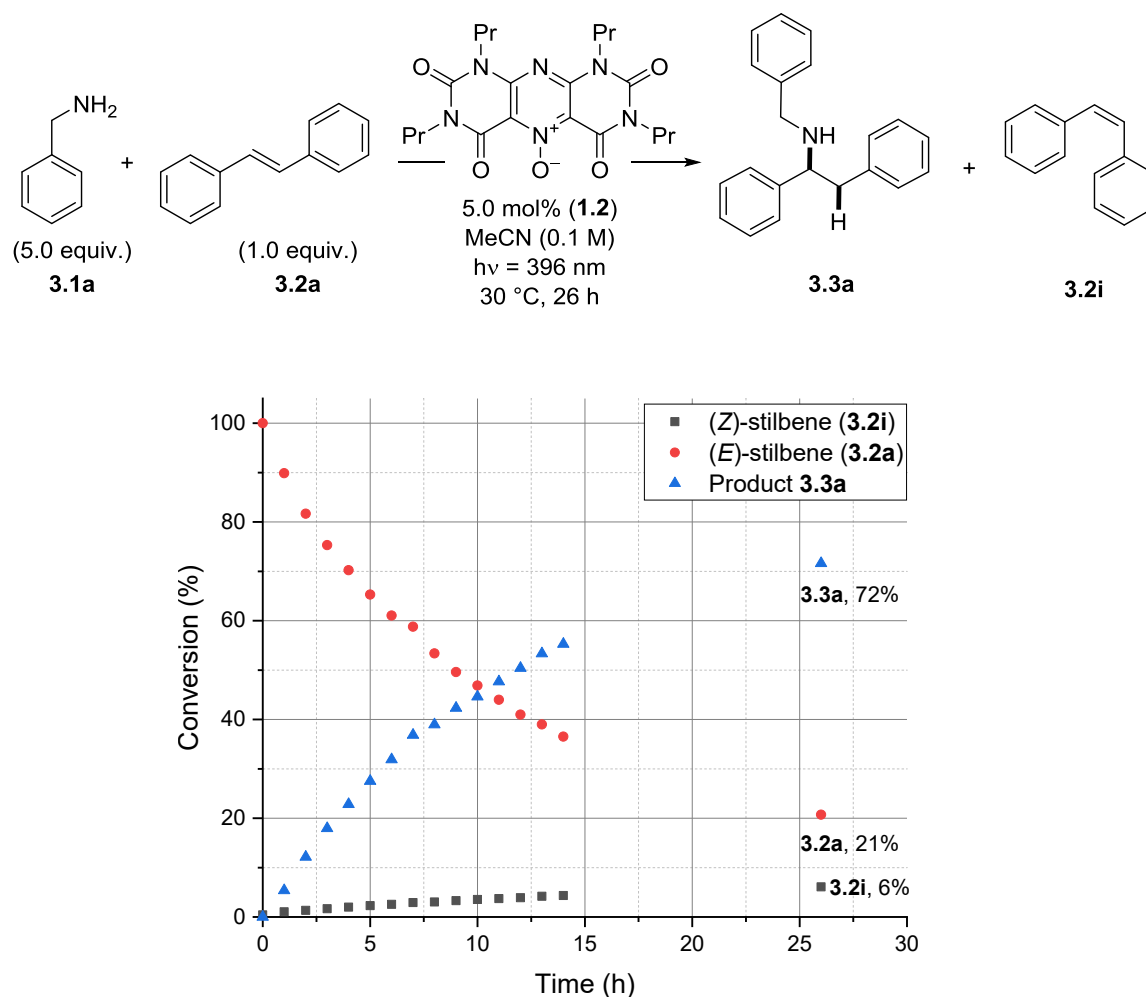 Pr Pr
O N N N O
NH2
N N
Pr N+ Pr
O O
O−
NH
+
+
H
5.0 mol% (1.2)
MeCN (0.1 M)
hν = 396 nm
30 °C, 26 h
(5.0 equiv.) (1.0 equiv.)
3.1a 3.2a 3.3a 3.2i
(Z)-stilbene (3.2i)
(E)-stilbene (3.2a)
Product 3.3a
100
80
60
40
20
0
Conversion (%)
3.3a, 72%
3.2a, 21%
3.2i, 6%
0 5 10 15 20 25 30
Time (h)